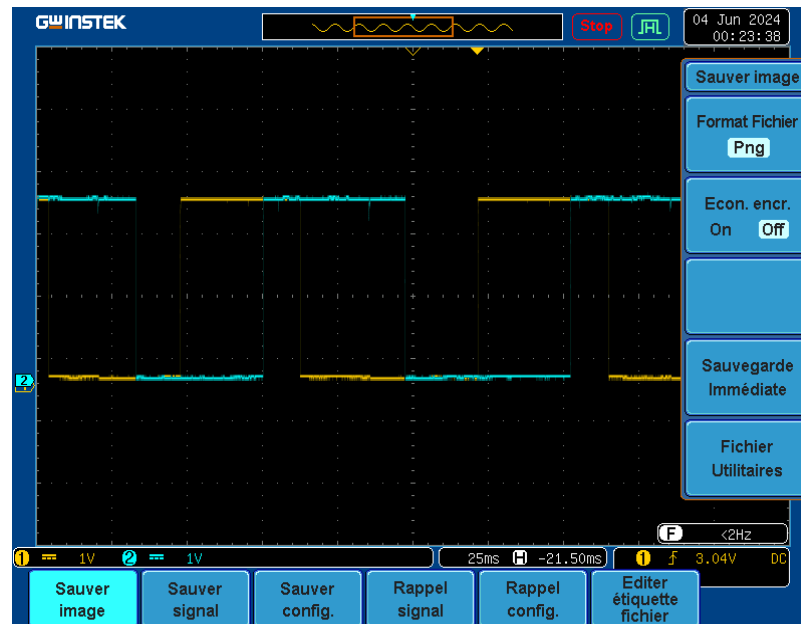 GWINSTEK
Stop
04 Jun 2024
00:23:38
Sauver image
Format Fichier
Png
Econ. encr.
On Off
Sauvegarde
Immédiate
Fichier
Utilitaires
2
F <2Hz
1 1V 2 1V
25ms H -21.50ms
1 3.04V DC
Sauver
image
Sauver
signal
Sauver
config.
Rappel
signal
Rappel
config.
Editer
étiquette
fichier